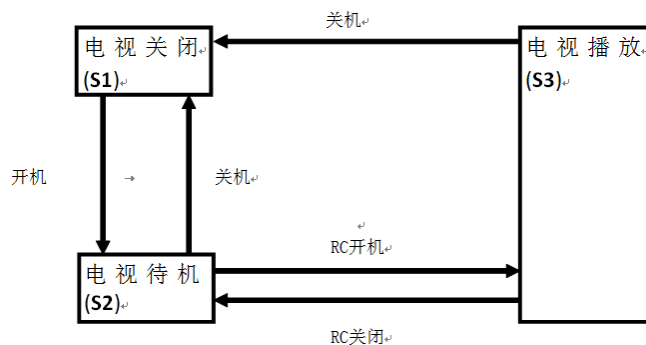 关机
电视关闭
(S1)
电视播放
(S3)
开机
关机
RC开机
电视待机
(S2)
RC关闭